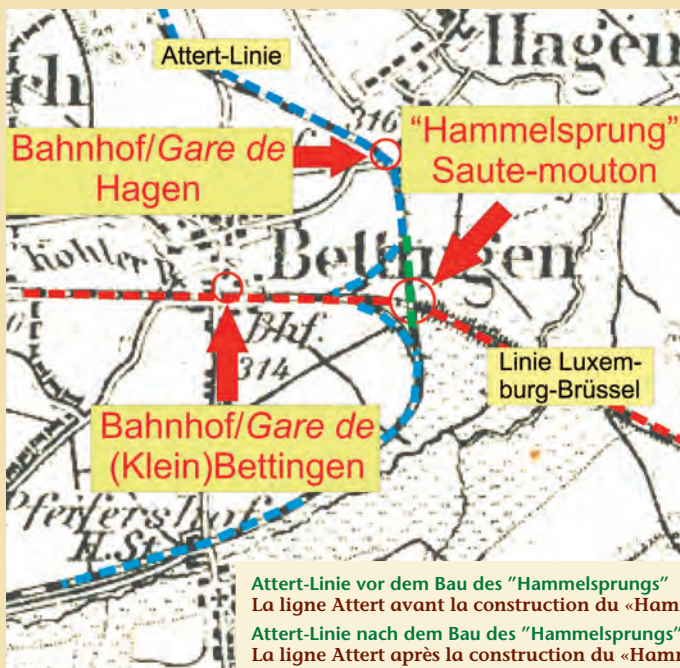 Attert-Linie
Hagen
316
Bahnhof/Gare de
Hagen
"Hammelsprung"
Saute-mouton
Bettingen
Bhf.
314
Linie Luxem-
burg-Brüssel
Bahnhof/Gare de
(Klein)Bettingen
H. St.
Attert-Linie vor dem Bau des "Hammelsprungs"
La ligne Attert avant la construction du «Ham
Attert-Linie nach dem Bau des "Hammelsprungs"
La ligne Attert après la construction du «Hamm